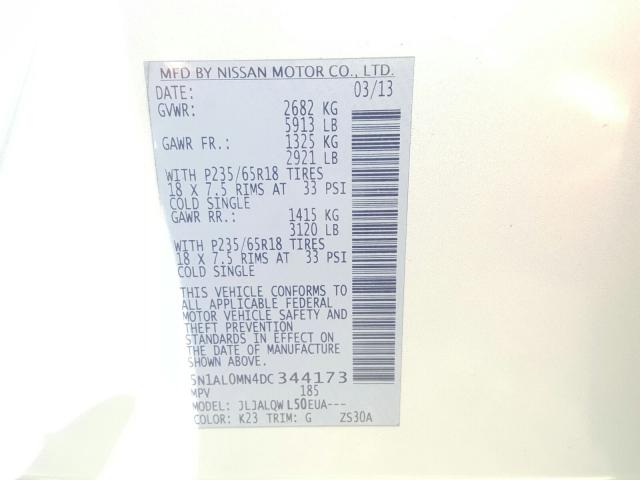 MFD BY NISSAN MOTOR CO., LTD.
DATE: 03/13
GVWR: 2682 KG
5913 LB
GAWR FR.: 1325 KG
2921 LB
WITH P235/65R18 TIRES
18 X 7.5 RIMS AT 33 PSI
COLD SINGLE
GAWR RR.: 1415 KG
3120 LB
WITH P235/65R18 TIRES
18 X 7.5 RIMS AT 33 PSI
COLD SINGLE
THIS VEHICLE CONFORMS TO
ALL APPLICABLE FEDERAL
MOTOR VEHICLE SAFETY AND
THEFT PREVENTION
STANDARDS IN EFFECT ON
THE DATE OF MANUFACTURE
SHOWN ABOVE.
5N1AL0MN4DC344173
MPV 185
MODEL: JLJALQWL50EUA---
COLOR: K23 TRIM: G ZS30A